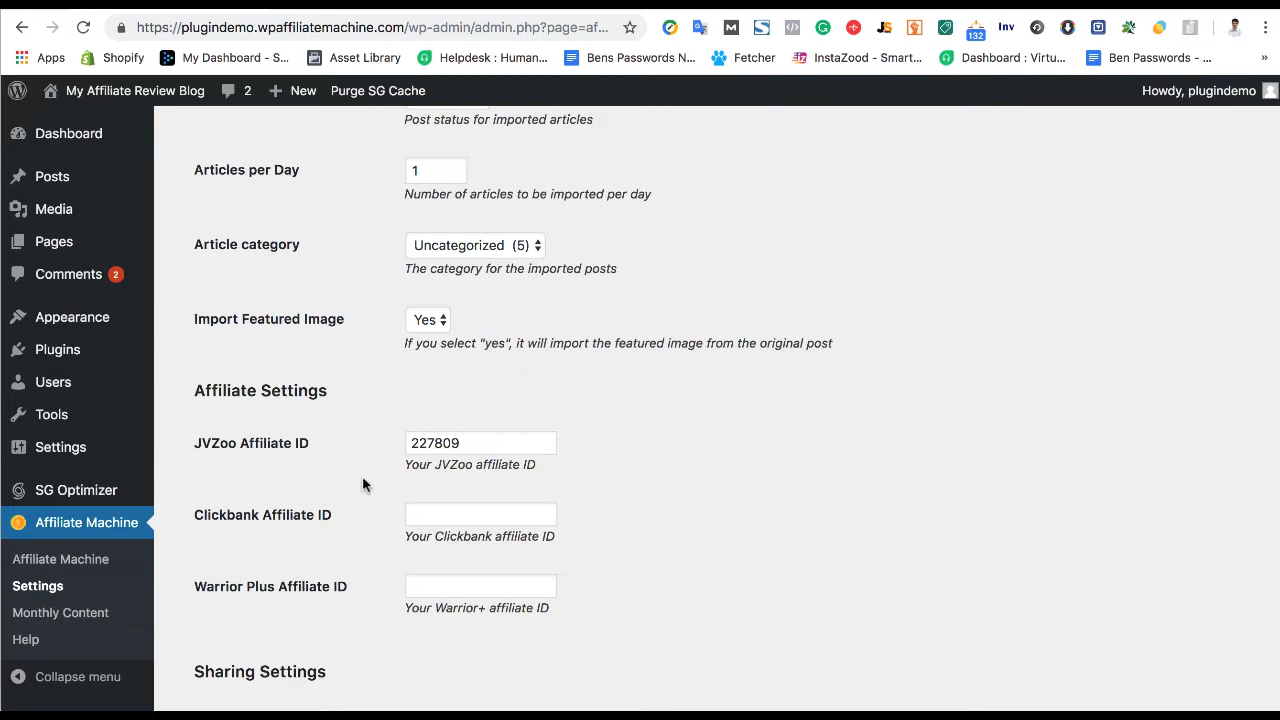 https://plugindemo.wpaffiliatemachine.com/wp-admin/admin.php?page=af...
132
Inv
Apps
Shopify
My Dashboard - S...
Asset Library
Helpdesk : Human...
Bens Passwords N...
Fetcher
InstaZood - Smart...
Dashboard : Virtu...
Ben Passwords - ...
»
My Affiliate Review Blog
2
New
Purge SG Cache
Howdy, plugindemo
Dashboard
Posts
Media
Pages
Comments 2
Appearance
Plugins
Users
Tools
Settings
SG Optimizer
Affiliate Machine
Affiliate Machine
Settings
Monthly Content
Help
Collapse menu
Post status for imported articles
Articles per Day
1
Number of articles to be imported per day
Article category
Uncategorized (5)
The category for the imported posts
Import Featured Image
Yes
If you select "yes", it will import the featured image from the original post
Affiliate Settings
JVZoo Affiliate ID
227809
Your JVZoo affiliate ID
Clickbank Affiliate ID
Your Clickbank affiliate ID
Warrior Plus Affiliate ID
Your Warrior+ affiliate ID
Sharing Settings